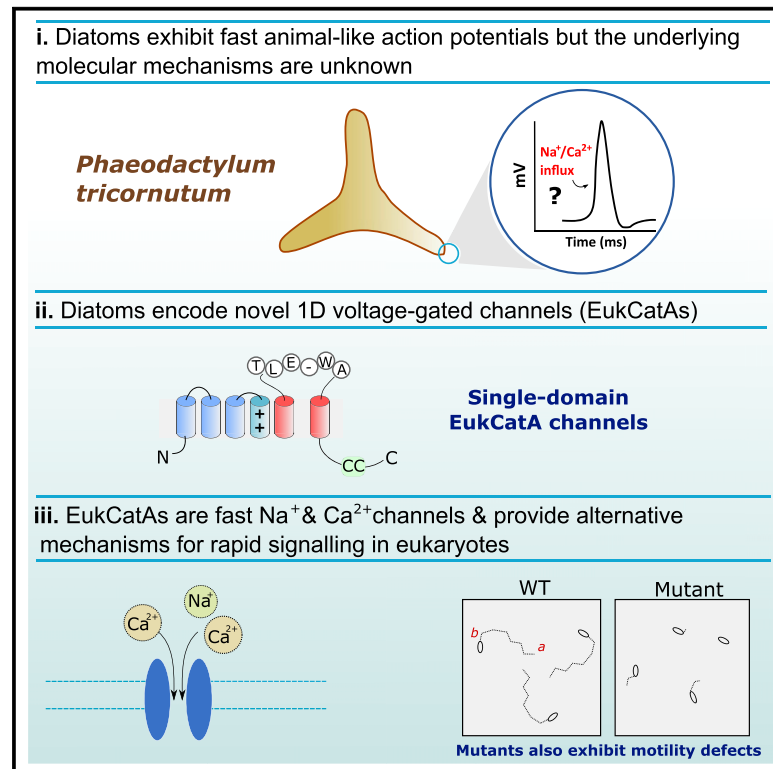 i. Diatoms exhibit fast animal-like action potentials but the underlying
molecular mechanisms are unknown
Phaeodactylum
tricornutum
mV
Na⁺/Ca²⁺
influx
?
Time (ms)
ii. Diatoms encode novel 1D voltage-gated channels (EukCatAs)
T L E - W A
+
+
N
CC
C
Single-domain
EukCatA channels
iii. EukCatAs are fast Na⁺ & Ca²⁺ channels & provide alternative
mechanisms for rapid signalling in eukaryotes
Na⁺
Ca²⁺
Ca²⁺
WT
Mutant
b
a
Mutants also exhibit motility defects